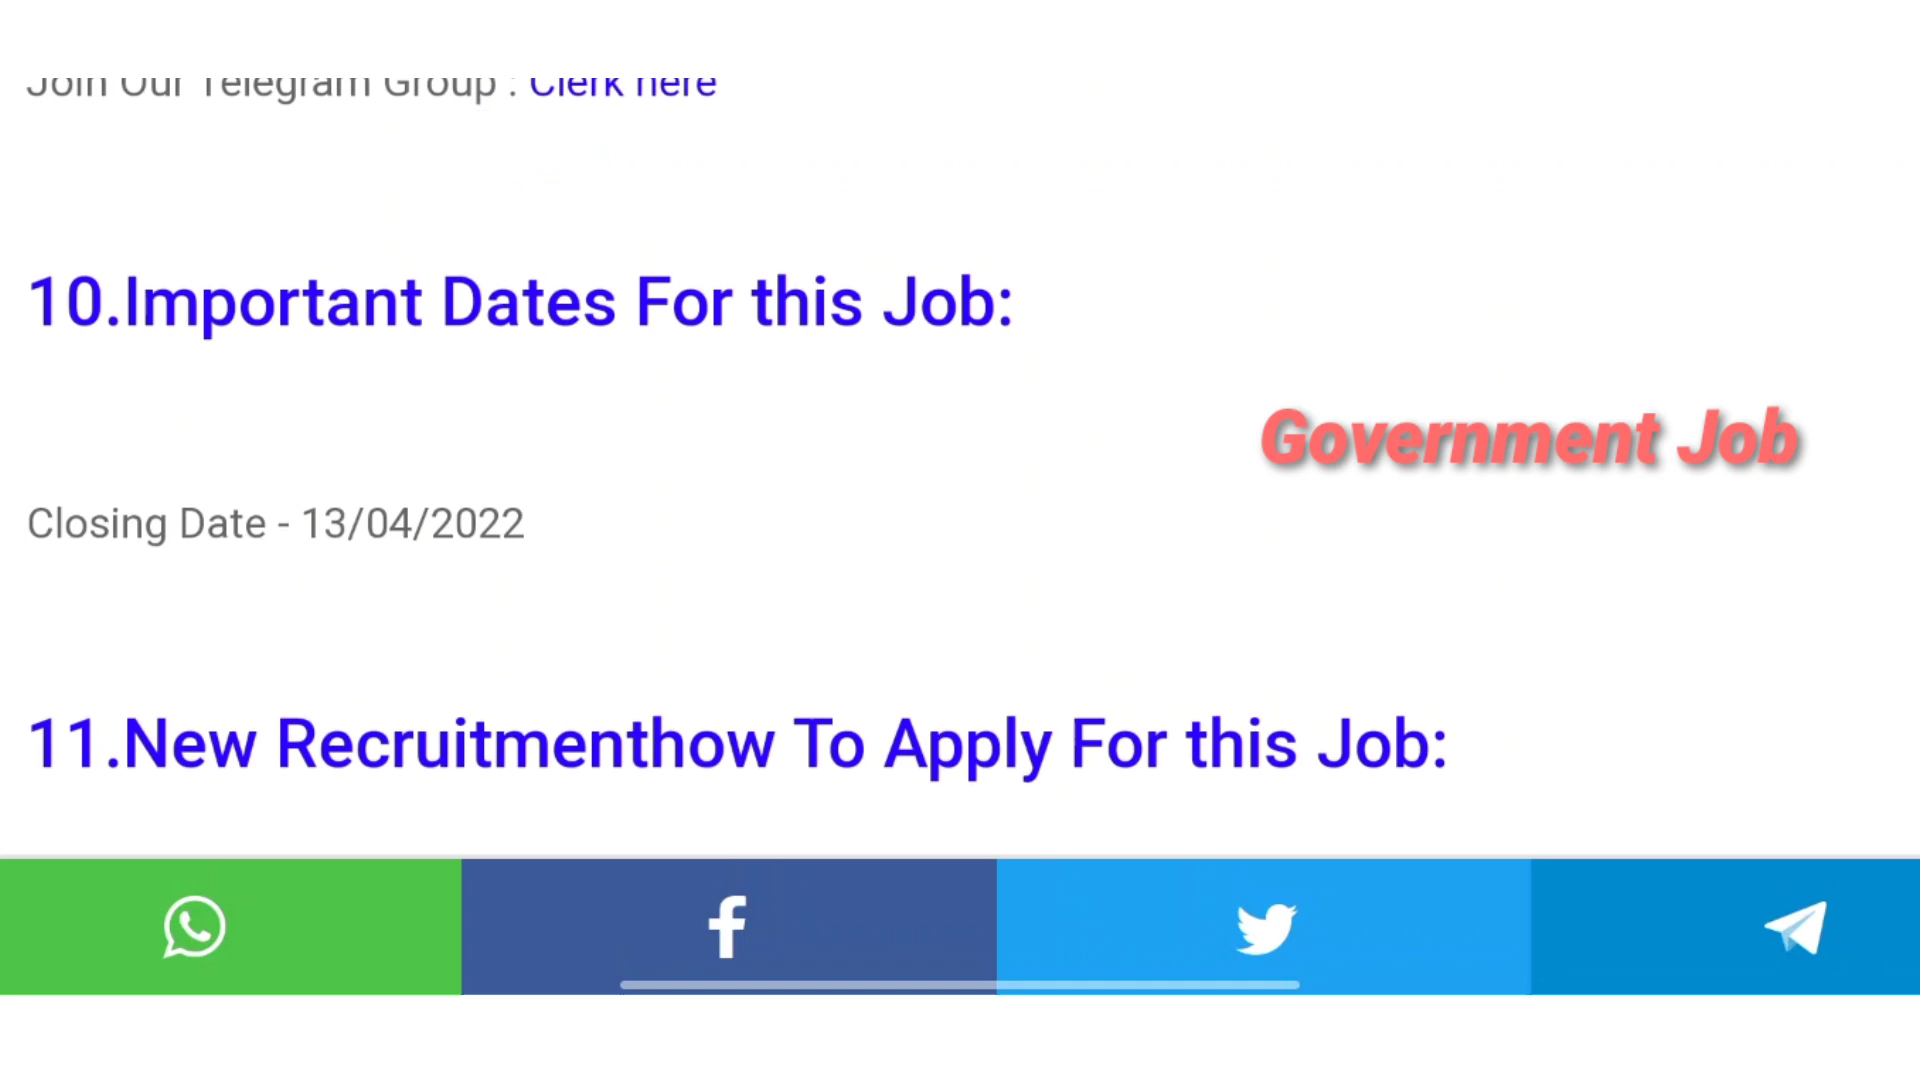 Join Our Telegram Group : Clerk here
10.Important Dates For this Job:
Government Job
Closing Date - 13/04/2022
11.New Recruitmenthow To Apply For this Job: